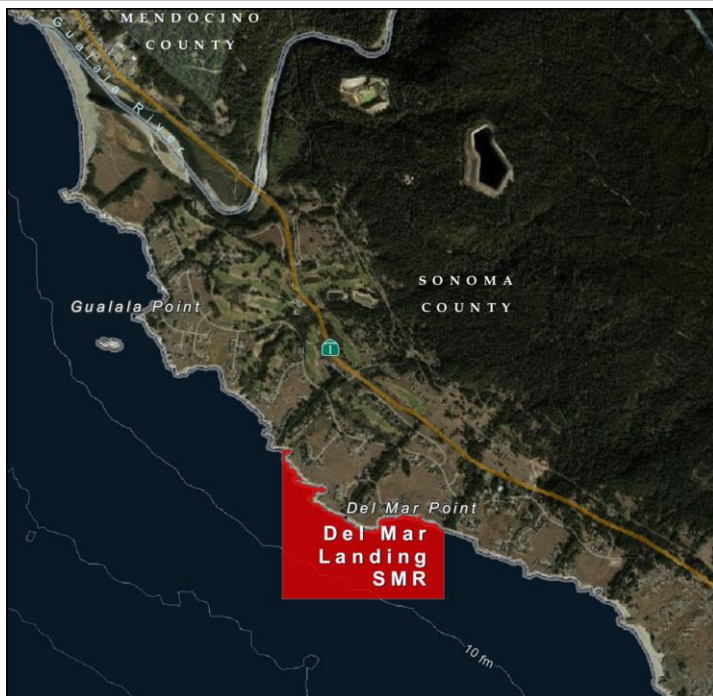 MENDOCINO
COUNTY
Gualala River
SONOMA
COUNTY
Gualala Point
1
Del Mar Point
Del Mar
Landing
SMR
10 fm